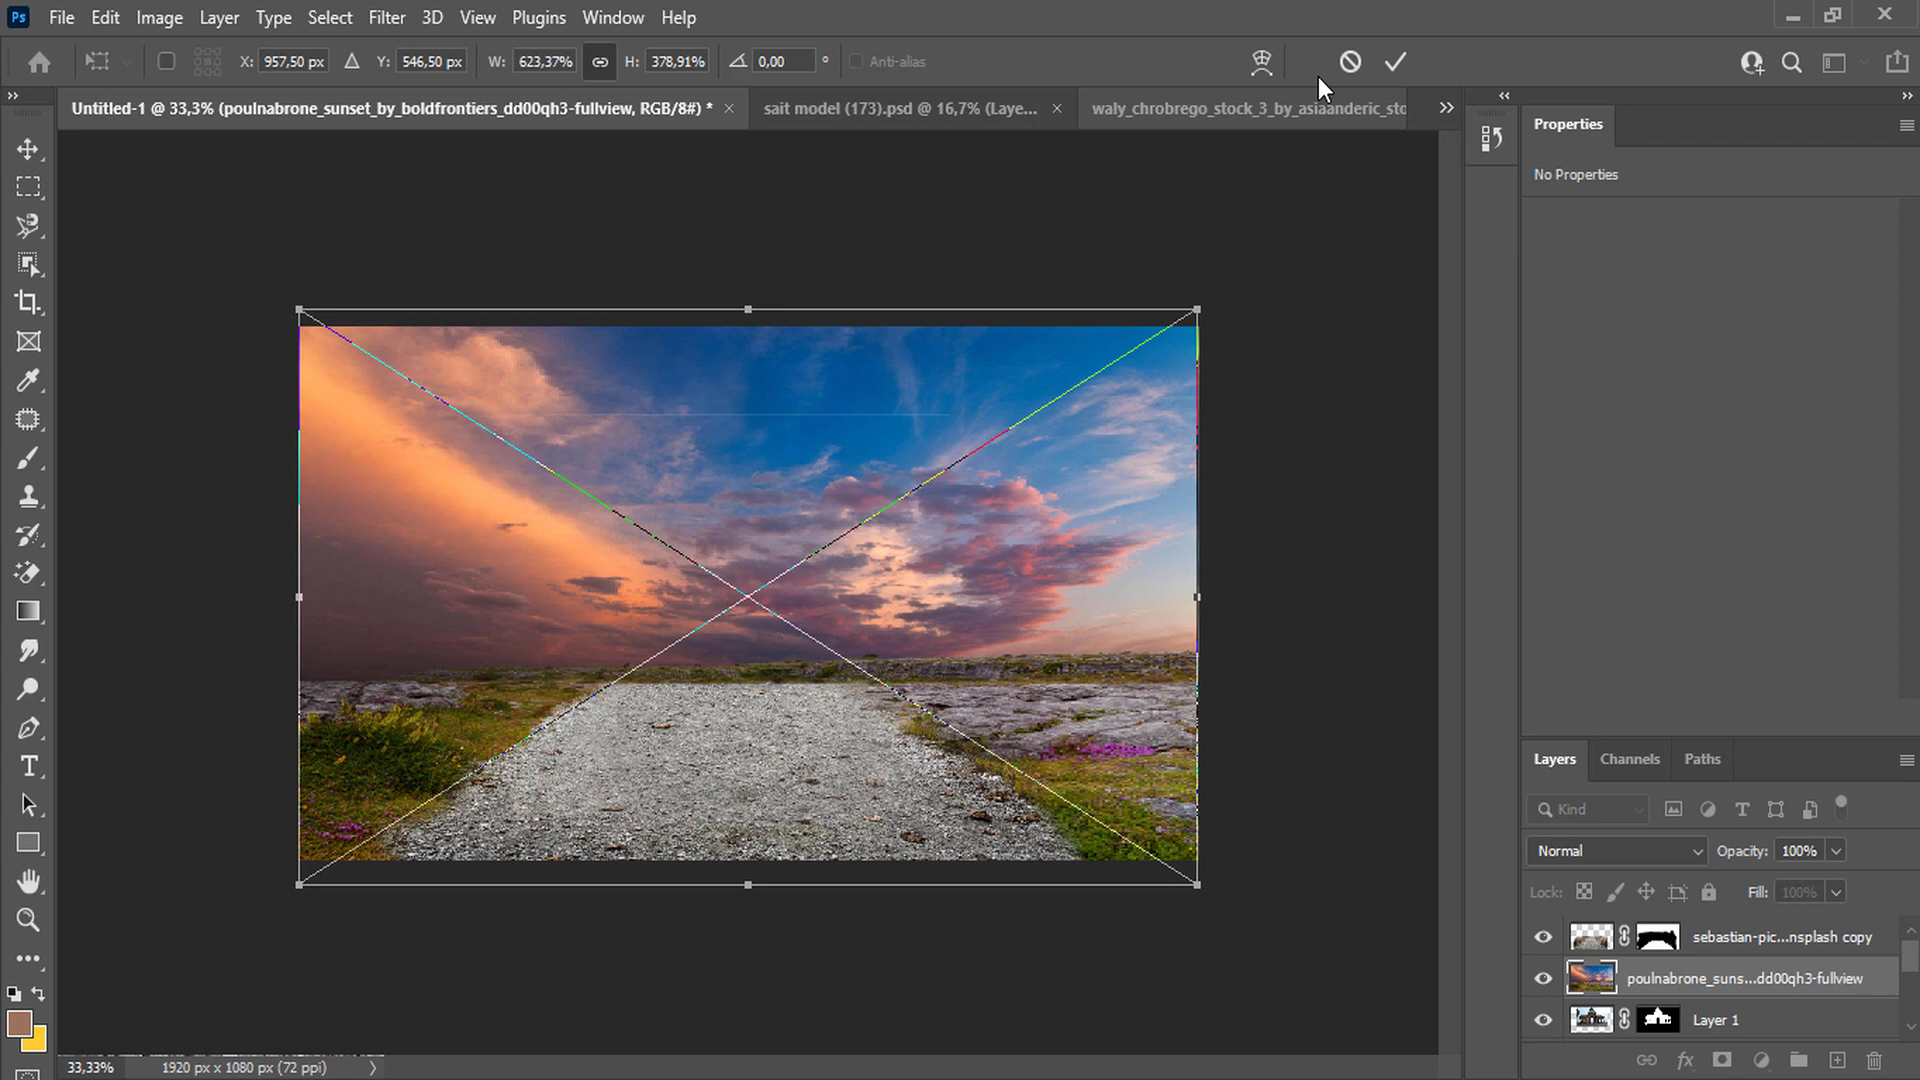 Ps File Edit Image Layer Type Select Filter 3D View Plugins Window Help
X: 957,50 px Y: 546,50 px W: 623,37% H: 378,91% 0,00 ° Anti-alias
Untitled-1 @ 33,3% (poulnabrone_sunset_by_boldfrontiers_dd00qh3-fullview, RGB/8#) * × sait model (173).psd @ 16,7% (Laye... × waly_chrobrego_stock_3_by_asiaanderic_sto
Properties
No Properties
T
Layers Channels Paths
Kind
Normal Opacity: 100%
Lock: Fill: 100%
sebastian-pic...nsplash copy
poulnabrone_suns...dd00qh3-fullview
Layer 1
fx
33,33% 1920 px x 1080 px (72 ppi)